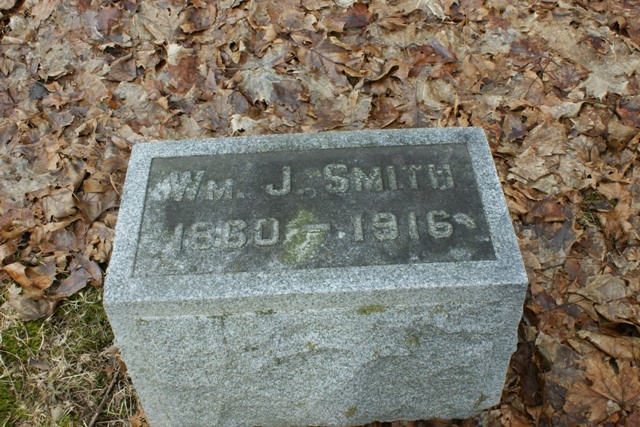 Wm. J. Smith
1860 – 1916